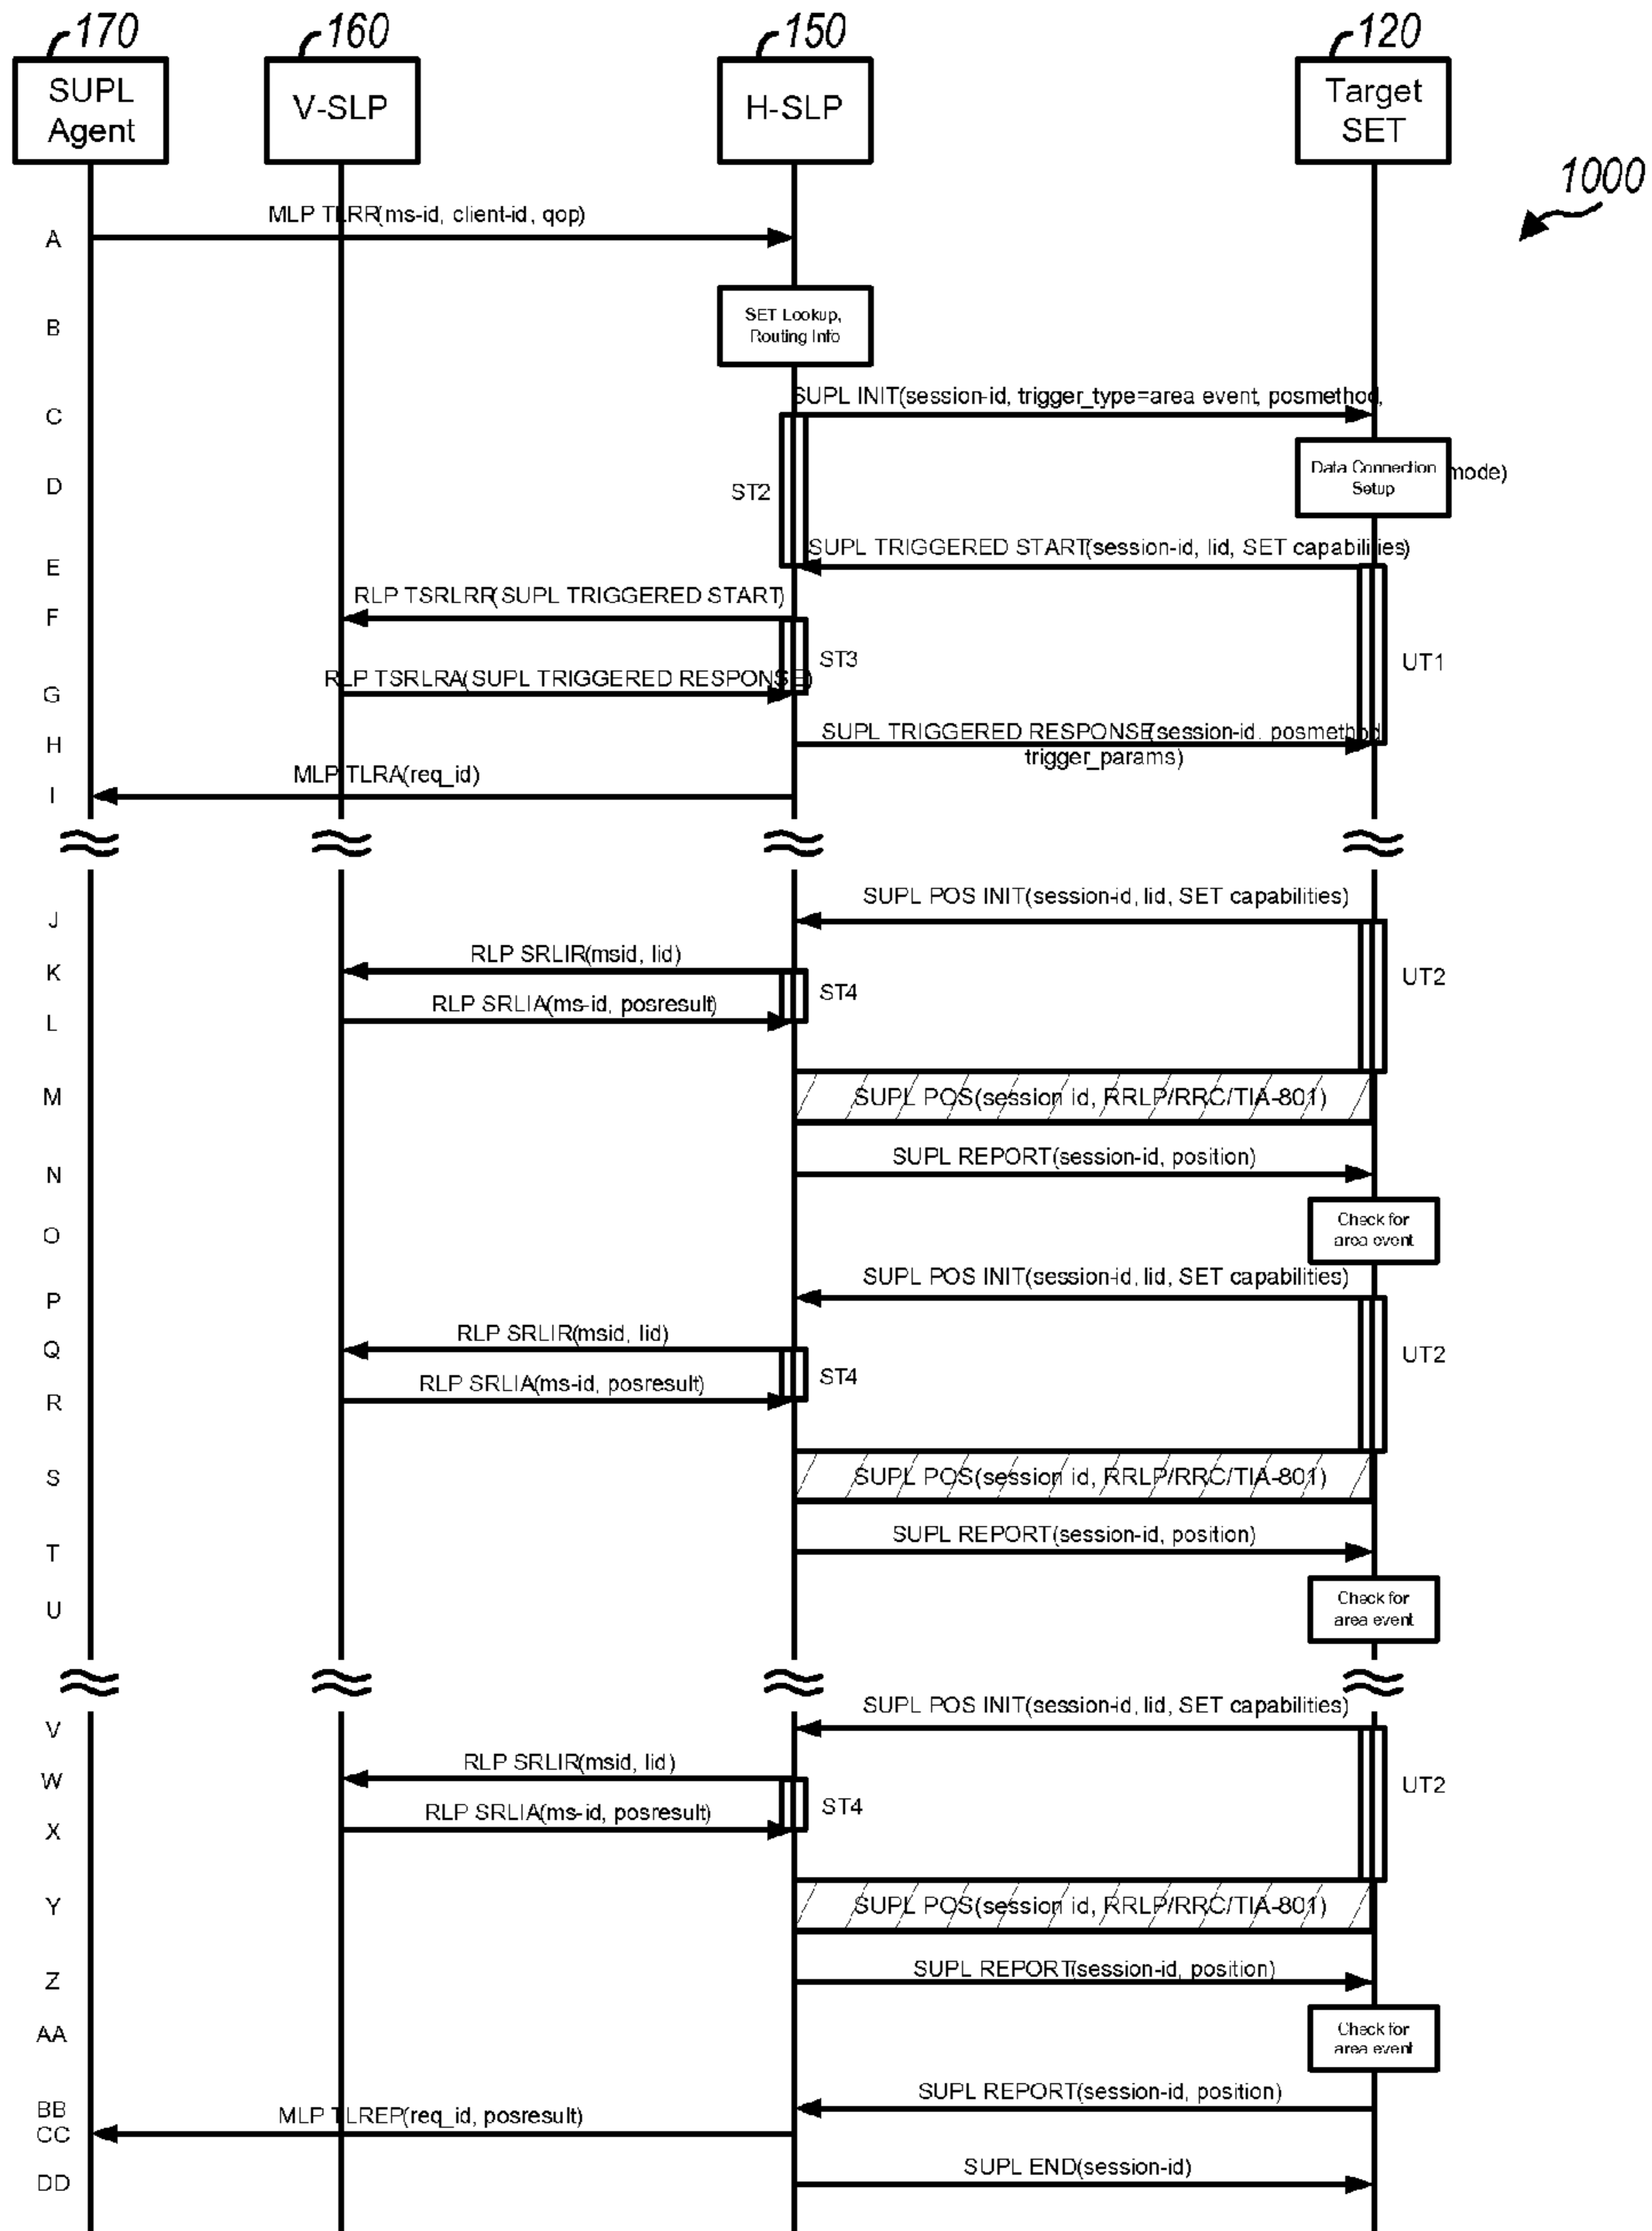 170
160
150
120
SUPL
Agent
V-SLP
H-SLP
Target
SET
1000
MLP TLRR(ms-id, client-id, qop)
A
SET Lookup,
Routing Info
B
SUPL INIT(session-id, trigger_type=area event, posmethod,
C
Data Connection
Setup
mode)
D
ST2
SUPL TRIGGERED START(session-id, lid, SET capabilities)
E
RLP TSRLRR(SUPL TRIGGERED START)
F
ST3
UT1
RLP TSRLRA(SUPL TRIGGERED RESPONSE)
G
SUPL TRIGGERED RESPONSE(session-id, posmethod
trigger_params)
H
MLP TLRA(req_id)
I
SUPL POS INIT(session-id, lid, SET capabilities)
J
RLP SRLIR(msid, lid)
K
UT2
ST4
RLP SRLIA(ms-id, posresult)
L
M
SUPL POS(session id, RRLP/RRC/TIA-801)
SUPL REPORT(session-id, position)
N
Check for
area event
O
SUPL POS INIT(session-id, lid, SET capabilities)
P
RLP SRLIR(msid, lid)
Q
UT2
ST4
RLP SRLIA(ms-id, posresult)
R
S
SUPL POS(session id, RRLP/RRC/TIA-801)
SUPL REPORT(session-id, position)
T
Check for
area event
U
SUPL POS INIT(session-id, lid, SET capabilities)
V
RLP SRLIR(msid, lid)
W
UT2
ST4
RLP SRLIA(ms-id, posresult)
X
Y
SUPL POS(session id, RRLP/RRC/TIA-801)
SUPL REPORT(session-id, position)
Z
Check for
area event
AA
SUPL REPORT(session-id, position)
BB
MLP TLREP(req_id, posresult)
CC
SUPL END(session-id)
DD